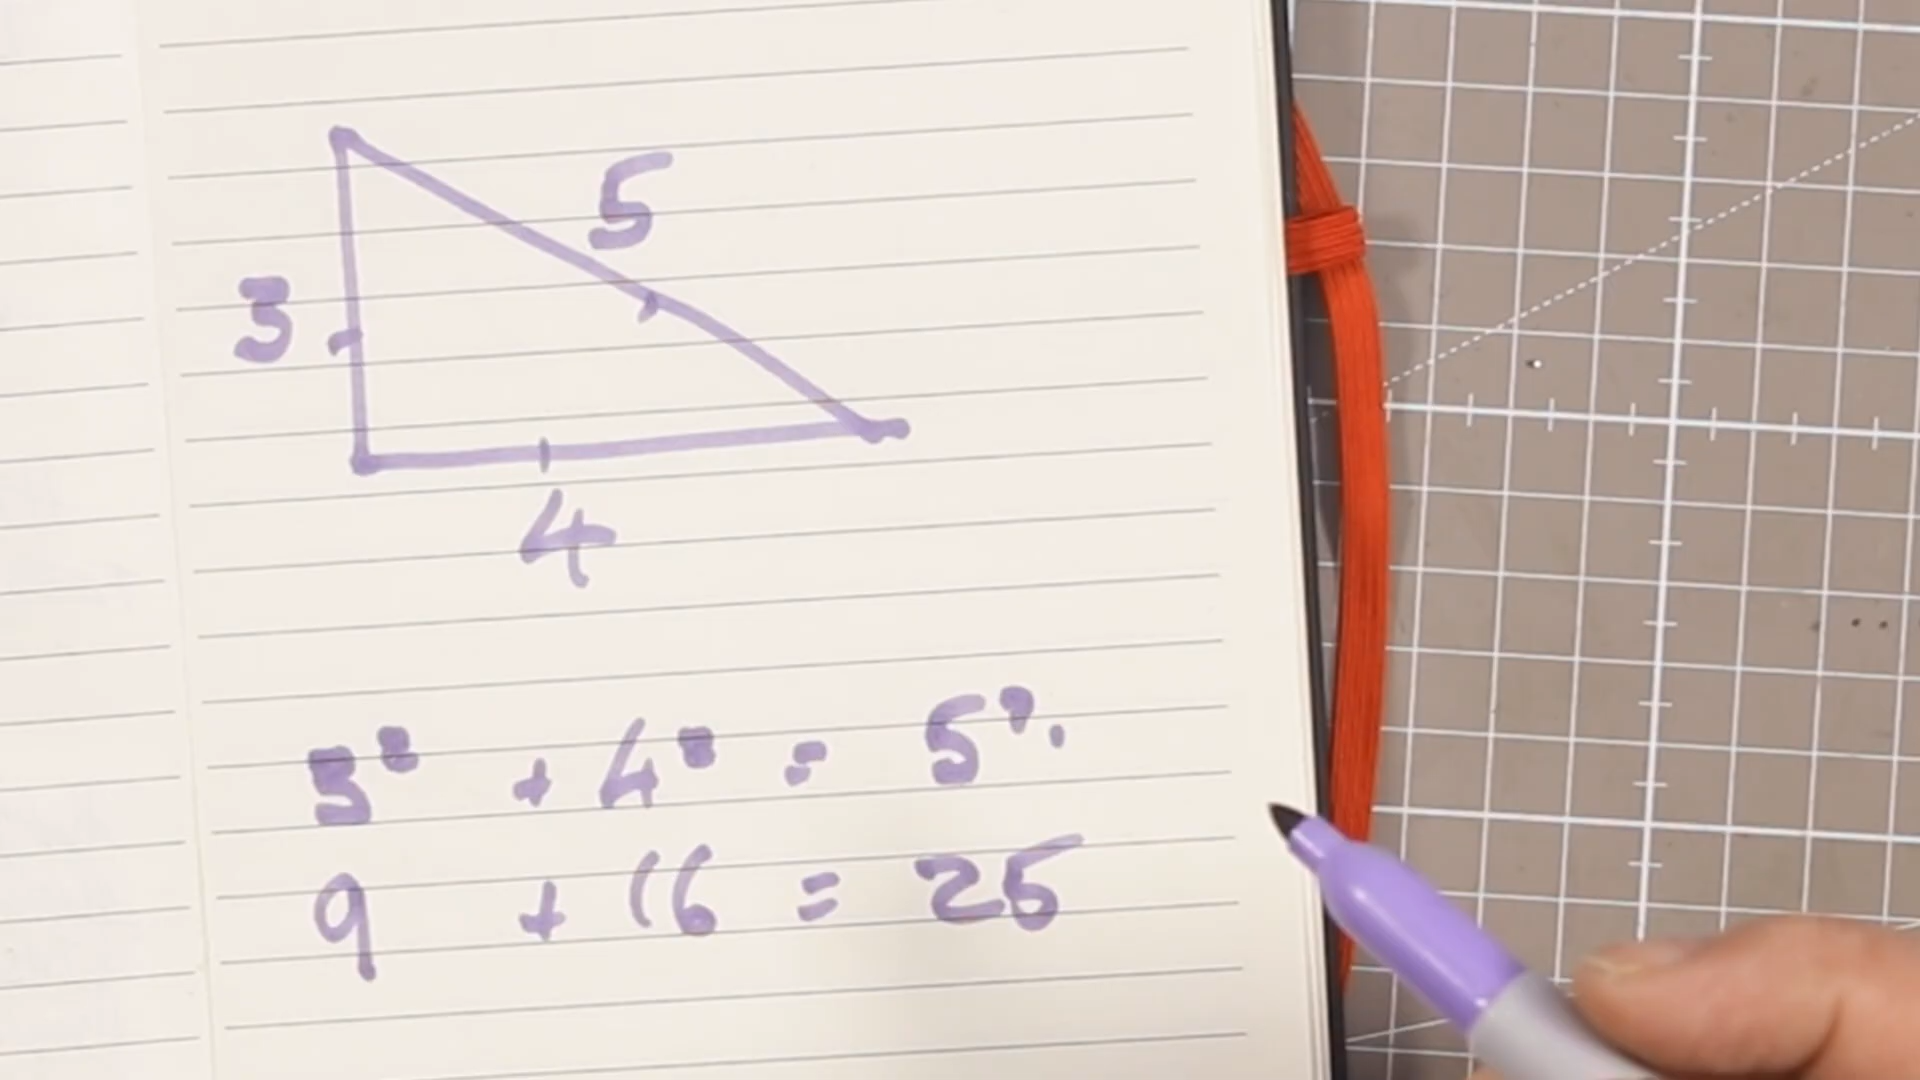 5
3
4
3² + 4² = 5².
9 + 16 = 25